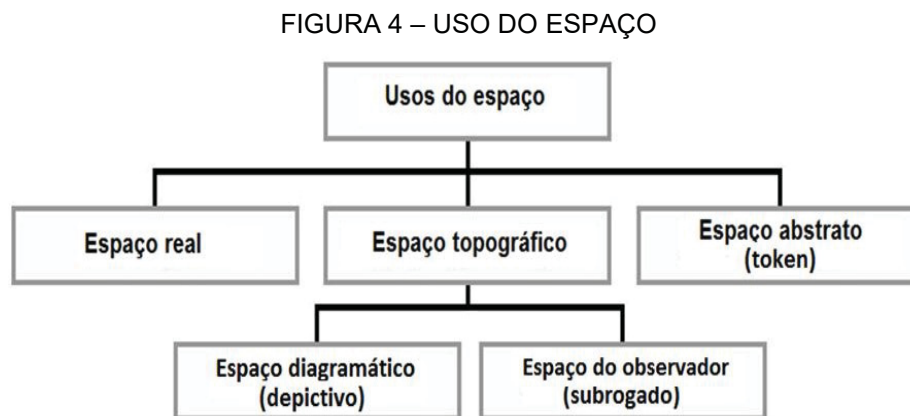 FIGURA 4 – USO DO ESPAÇO
Usos do espaço
Espaço real
Espaço topográfico
Espaço abstrato
(token)
Espaço diagramático
(depictivo)
Espaço do observador
(subrogado)